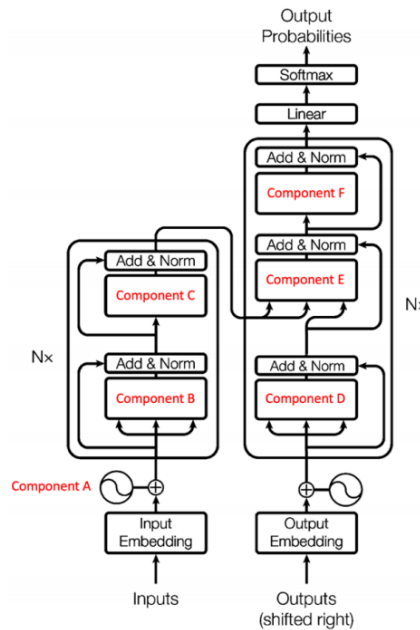 Output
Probabilities
Softmax
Linear
Add & Norm
Component F
Add & Norm
Component E
Add & Norm
Component D
Nx
Output
Embedding
Outputs
(shifted right)
Add & Norm
Component C
Add & Norm
Component B
N×
Component A
Input
Embedding
Inputs